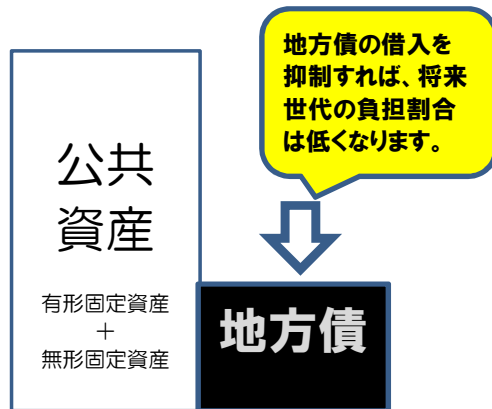 地方債の借入を
抑制すれば、将来
世代の負担割合
は低くなります。
公共
資産
有形固定資産
＋
無形固定資産
地方債